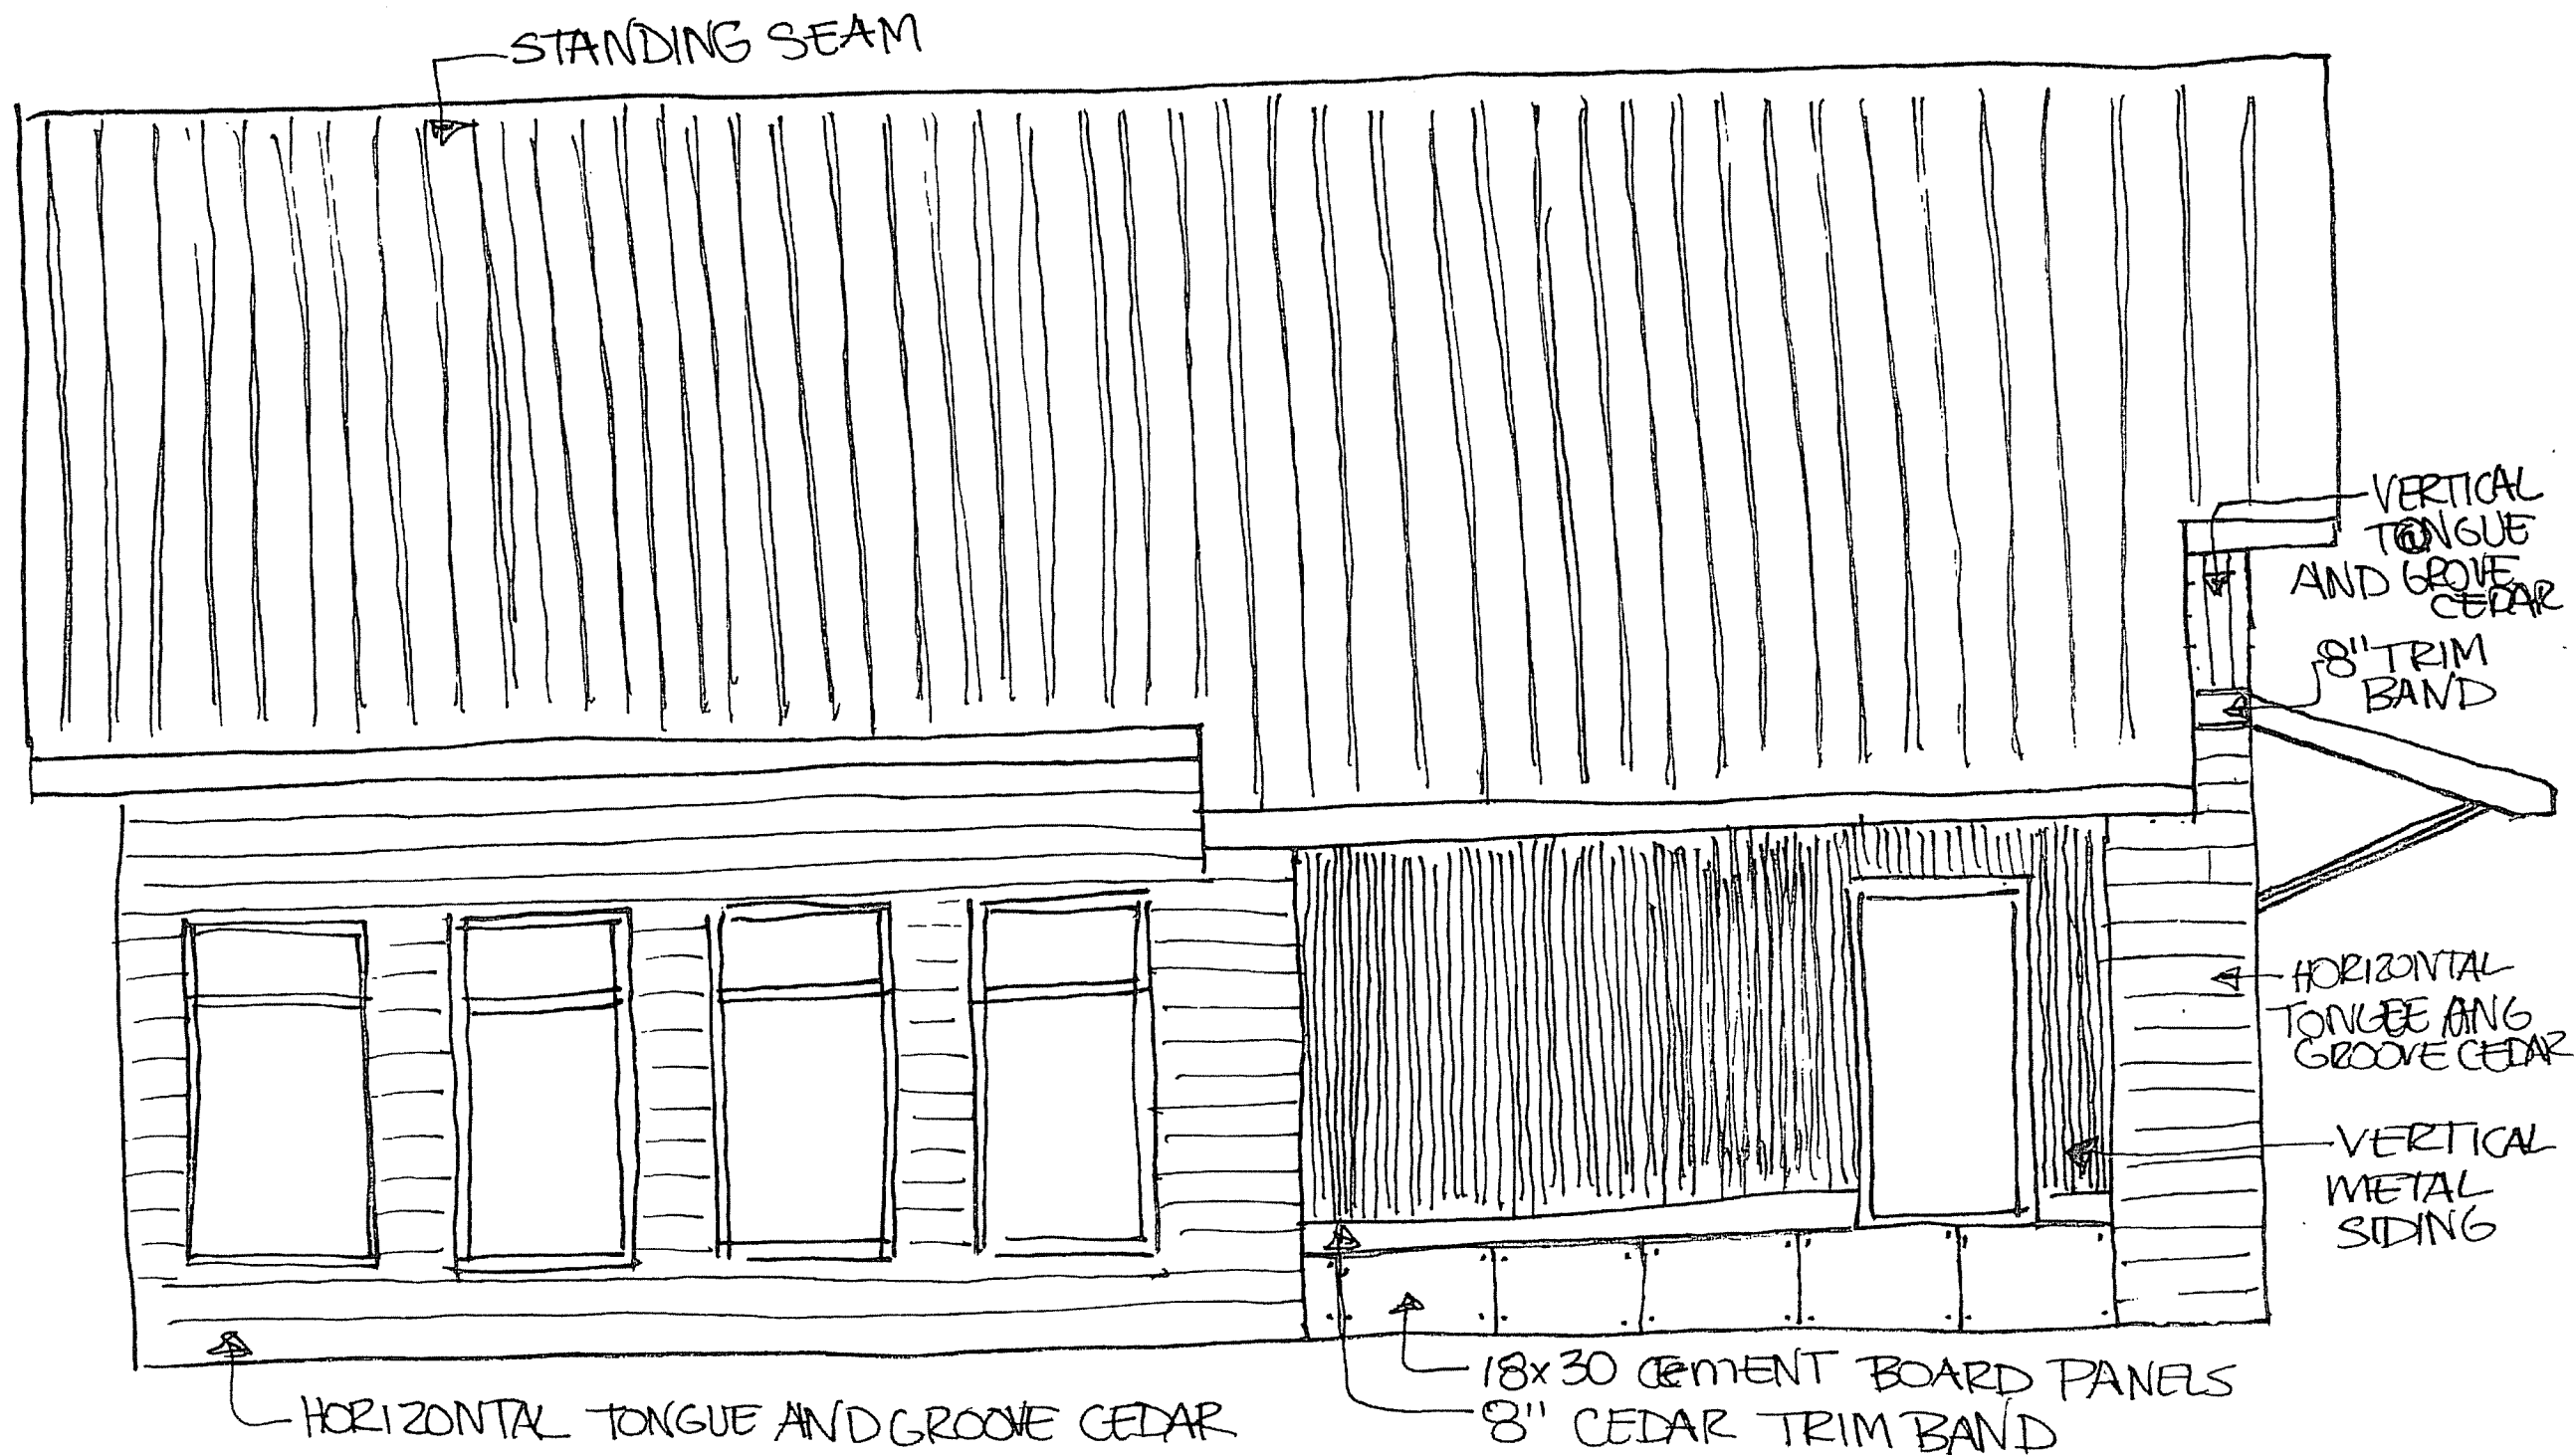 STANDING SEAM
VERTICAL
TONGUE
AND GROVE
CEDAR
8" TRIM
BAND
HORIZONTAL
TONGEE ANG
GROOVE CEDAR
VERTICAL
METAL
SIDING
18x30 CEMENT BOARD PANELS
8" CEDAR TRIM BAND
HORIZONTAL TONGUE AND GROOVE CEDAR